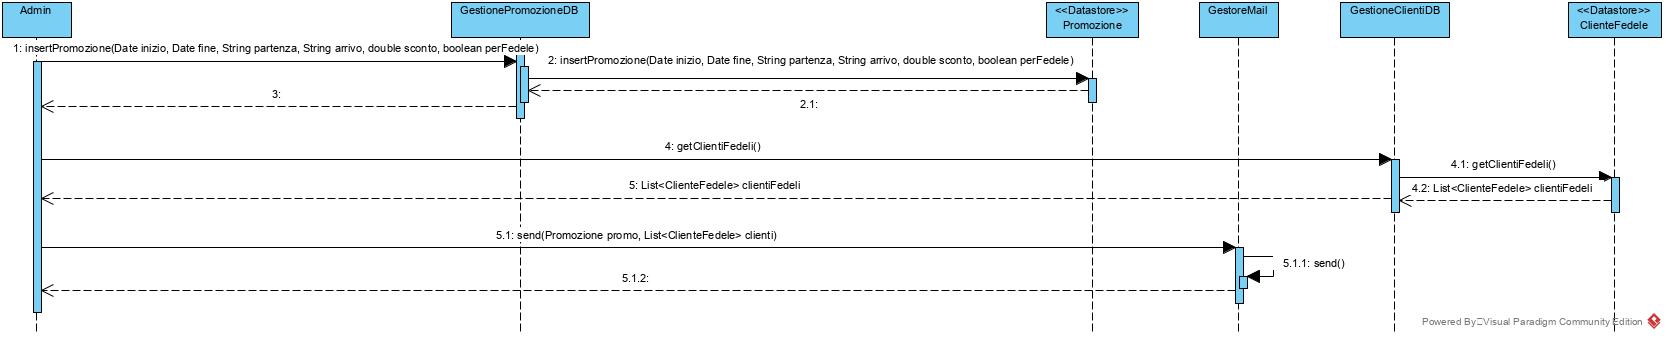 Admin
GestionePromozioneDB
<<Datastore>>
Promozione
GestoreMail
GestioneClientiDB
<<Datastore>>
ClienteFedele
1: insertPromozione(Date inizio, Date fine, String partenza, String arrivo, double sconto, boolean perFedele)
2: insertPromozione(Date inizio, Date fine, String partenza, String arrivo, double sconto, boolean perFedele)
3:
2.1:
4: getClientiFedeli()
4.1: getClientiFedeli()
5: List<ClienteFedele> clientiFedeli
4.2: List<ClienteFedele> clientiFedeli
5.1: send(Promozione promo, List<ClienteFedele> clienti)
5.1.1: send()
5.1.2:
Powered By Visual Paradigm Community Edition